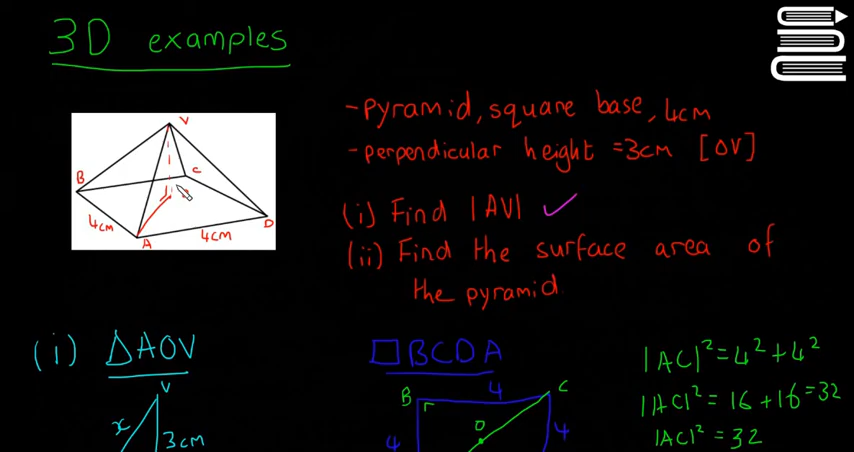 3D examples
V
B
C
4cm
A
4cm
D
-pyramid, square base, 4cm
-perpendicular height =3cm [OV]
(i) Find |AV| ✓
(ii) Find the surface area of
the pyramid
(i) △AOV
V
x
3cm
□BCDA
B
4
C
O
4
4
|AC|²=4²+4²
|AC|²=16+16=32
|AC|²=32